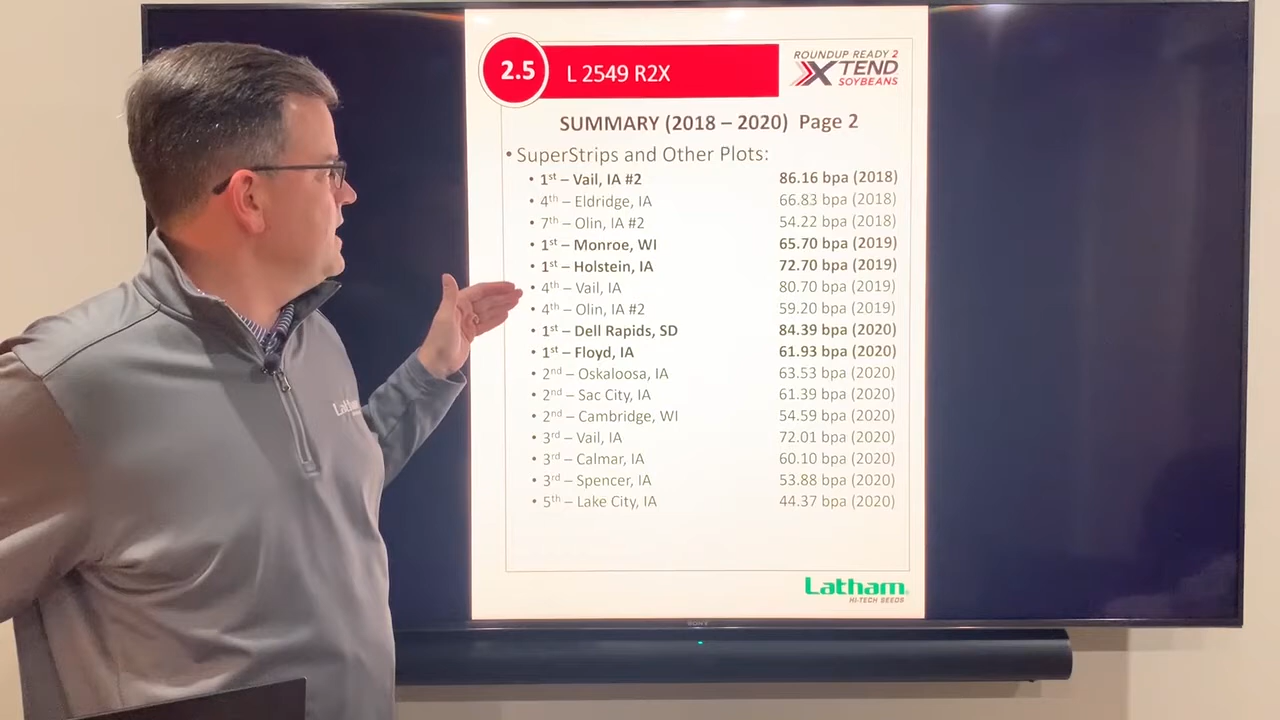 2.5
L 2549 R2X
ROUNDUP READY 2
XTEND
SOYBEANS
SUMMARY (2018 – 2020) Page 2
• SuperStrips and Other Plots:
• 1st – Vail, IA #2 86.16 bpa (2018)
• 4th – Eldridge, IA 66.83 bpa (2018)
• 7th – Olin, IA #2 54.22 bpa (2018)
• 1st – Monroe, WI 65.70 bpa (2019)
• 1st – Holstein, IA 72.70 bpa (2019)
• 4th – Vail, IA 80.70 bpa (2019)
• 4th – Olin, IA #2 59.20 bpa (2019)
• 1st – Dell Rapids, SD 84.39 bpa (2020)
• 1st – Floyd, IA 61.93 bpa (2020)
• 2nd – Oskaloosa, IA 63.53 bpa (2020)
• 2nd – Sac City, IA 61.39 bpa (2020)
• 2nd – Cambridge, WI 54.59 bpa (2020)
• 3rd – Vail, IA 72.01 bpa (2020)
• 3rd – Calmar, IA 60.10 bpa (2020)
• 3rd – Spencer, IA 53.88 bpa (2020)
• 5th – Lake City, IA 44.37 bpa (2020)
Latham
HI-TECH SEEDS
SONY
Latham